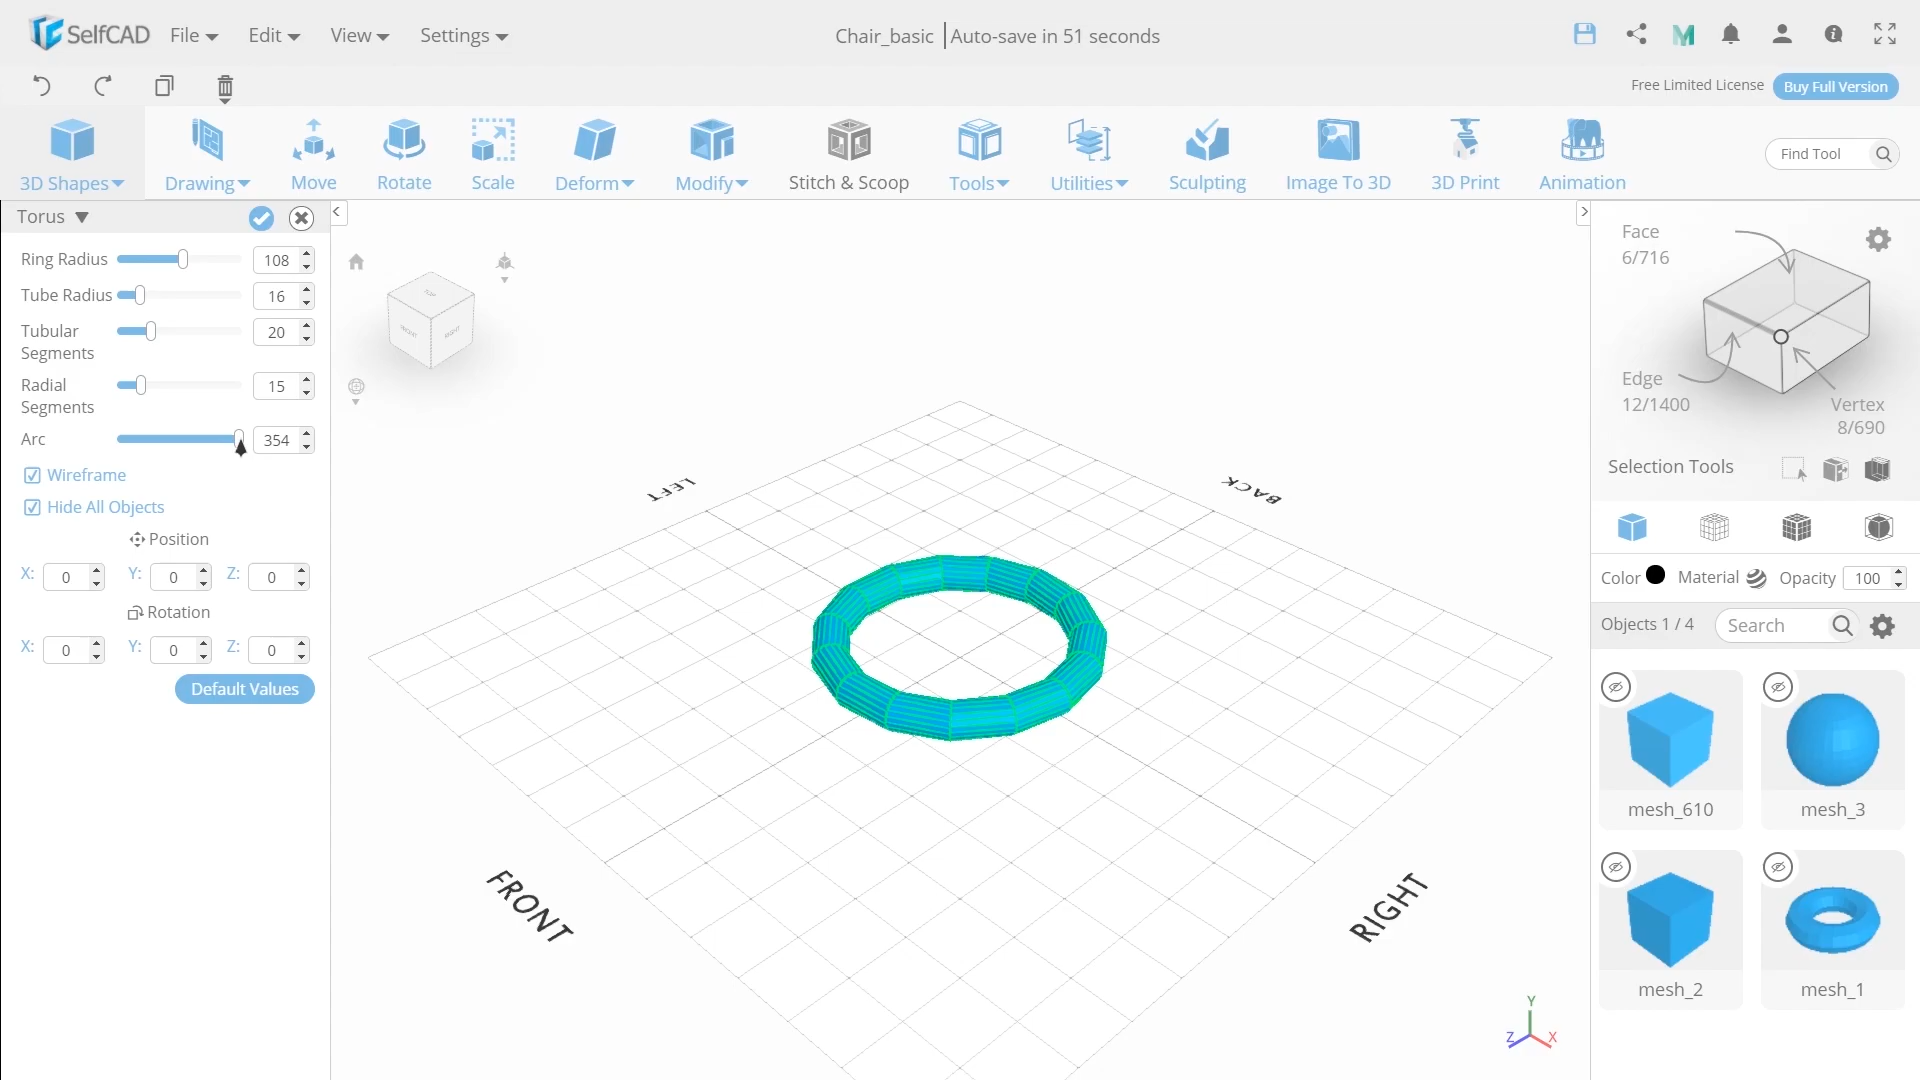 SelfCAD File Edit View Settings Chair_basic Auto-save in 51 seconds
Free Limited License Buy Full Version
3D Shapes Drawing Move Rotate Scale Deform Modify Stitch & Scoop Tools Utilities Sculpting Image To 3D 3D Print Animation Find Tool
Torus
Ring Radius 108
Tube Radius 16
Tubular Segments 20
Radial Segments 15
Arc 354
Wireframe
Hide All Objects
Position
X: 0 Y: 0 Z: 0
Rotation
X: 0 Y: 0 Z: 0
Default Values
TOP
FRONT
RIGHT
LEFT
BACK
FRONT
RIGHT
Y
Z X
Face
6/716
Edge
12/1400
Vertex
8/690
Selection Tools
Color Material Opacity 100
Objects 1 / 4 Search
mesh_610 mesh_3
mesh_2 mesh_1